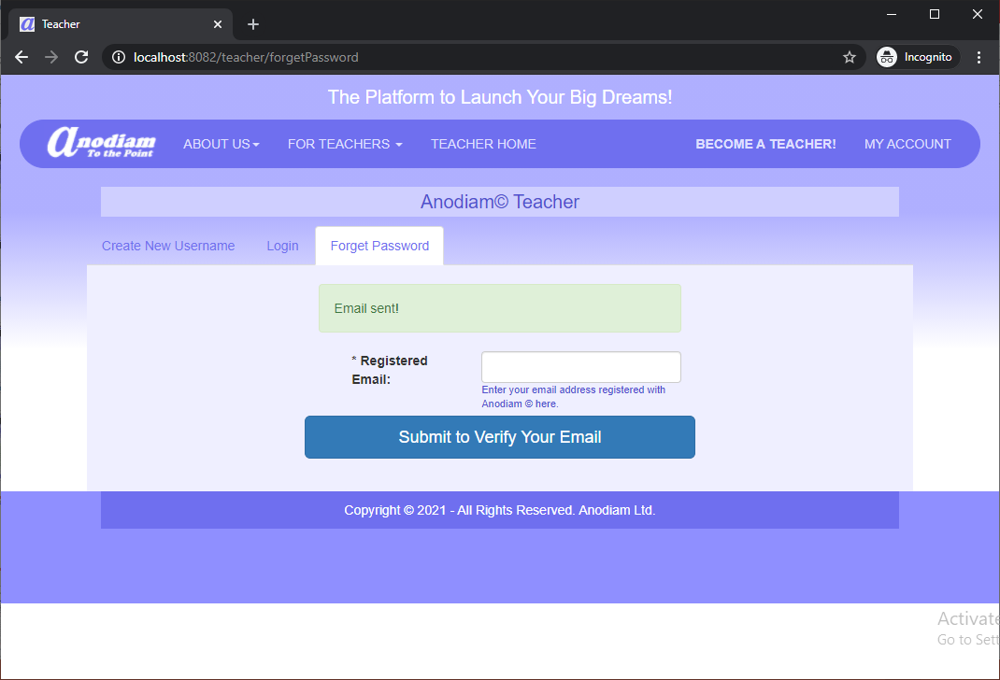 Teacher
localhost:8082/teacher/forgetPassword
Incognito
The Platform to Launch Your Big Dreams!
Anodiam
To the Point
ABOUT US
FOR TEACHERS
TEACHER HOME
BECOME A TEACHER!
MY ACCOUNT
Anodiam© Teacher
Create New Username
Login
Forget Password
Email sent!
* Registered
Email:
Enter your email address registered with
Anodiam © here.
Submit to Verify Your Email
Copyright © 2021 - All Rights Reserved. Anodiam Ltd.
Activate
Go to Sett